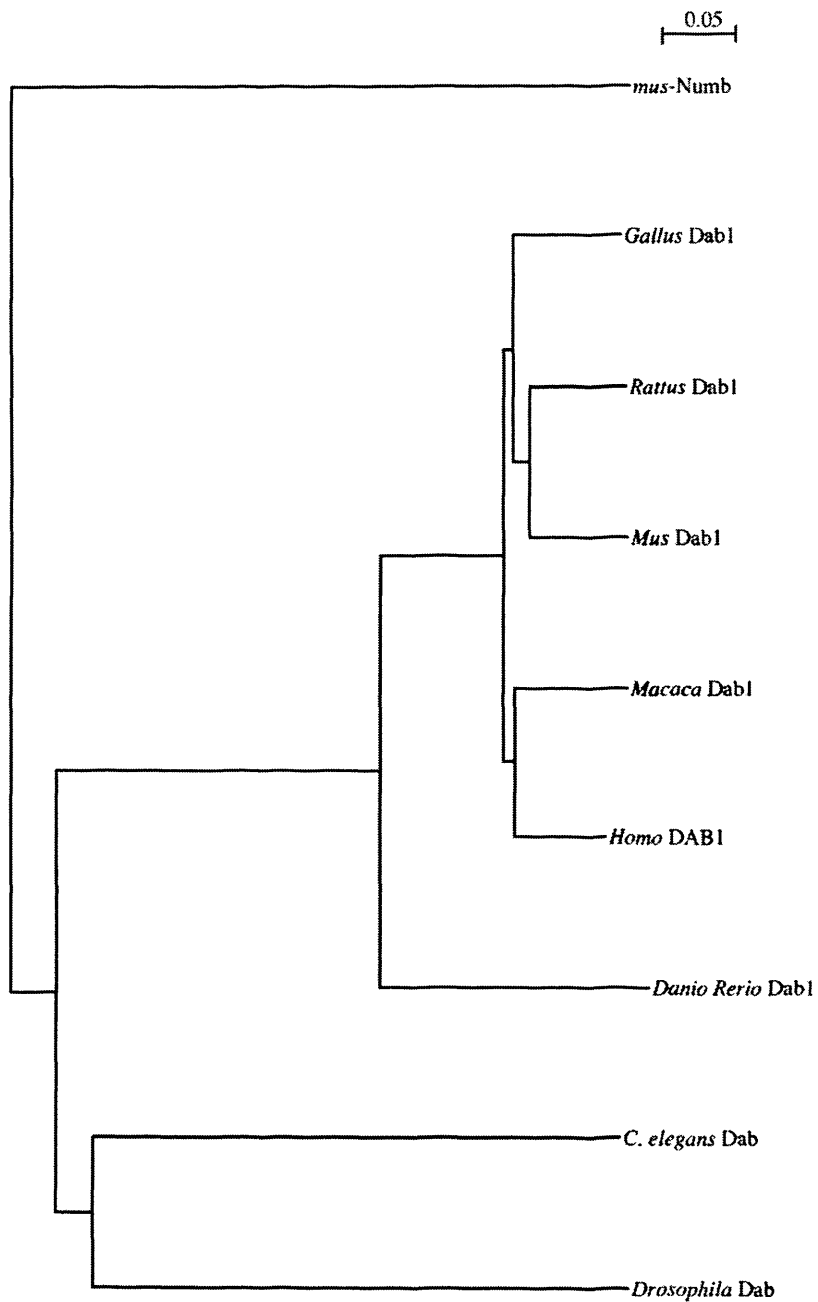 0.05
mus-Numb
Gallus Dab1
Rattus Dab1
Mus Dab1
Macaca Dab1
Homo DAB1
Danio Rerio Dab1
C. elegans Dab
Drosophila Dab